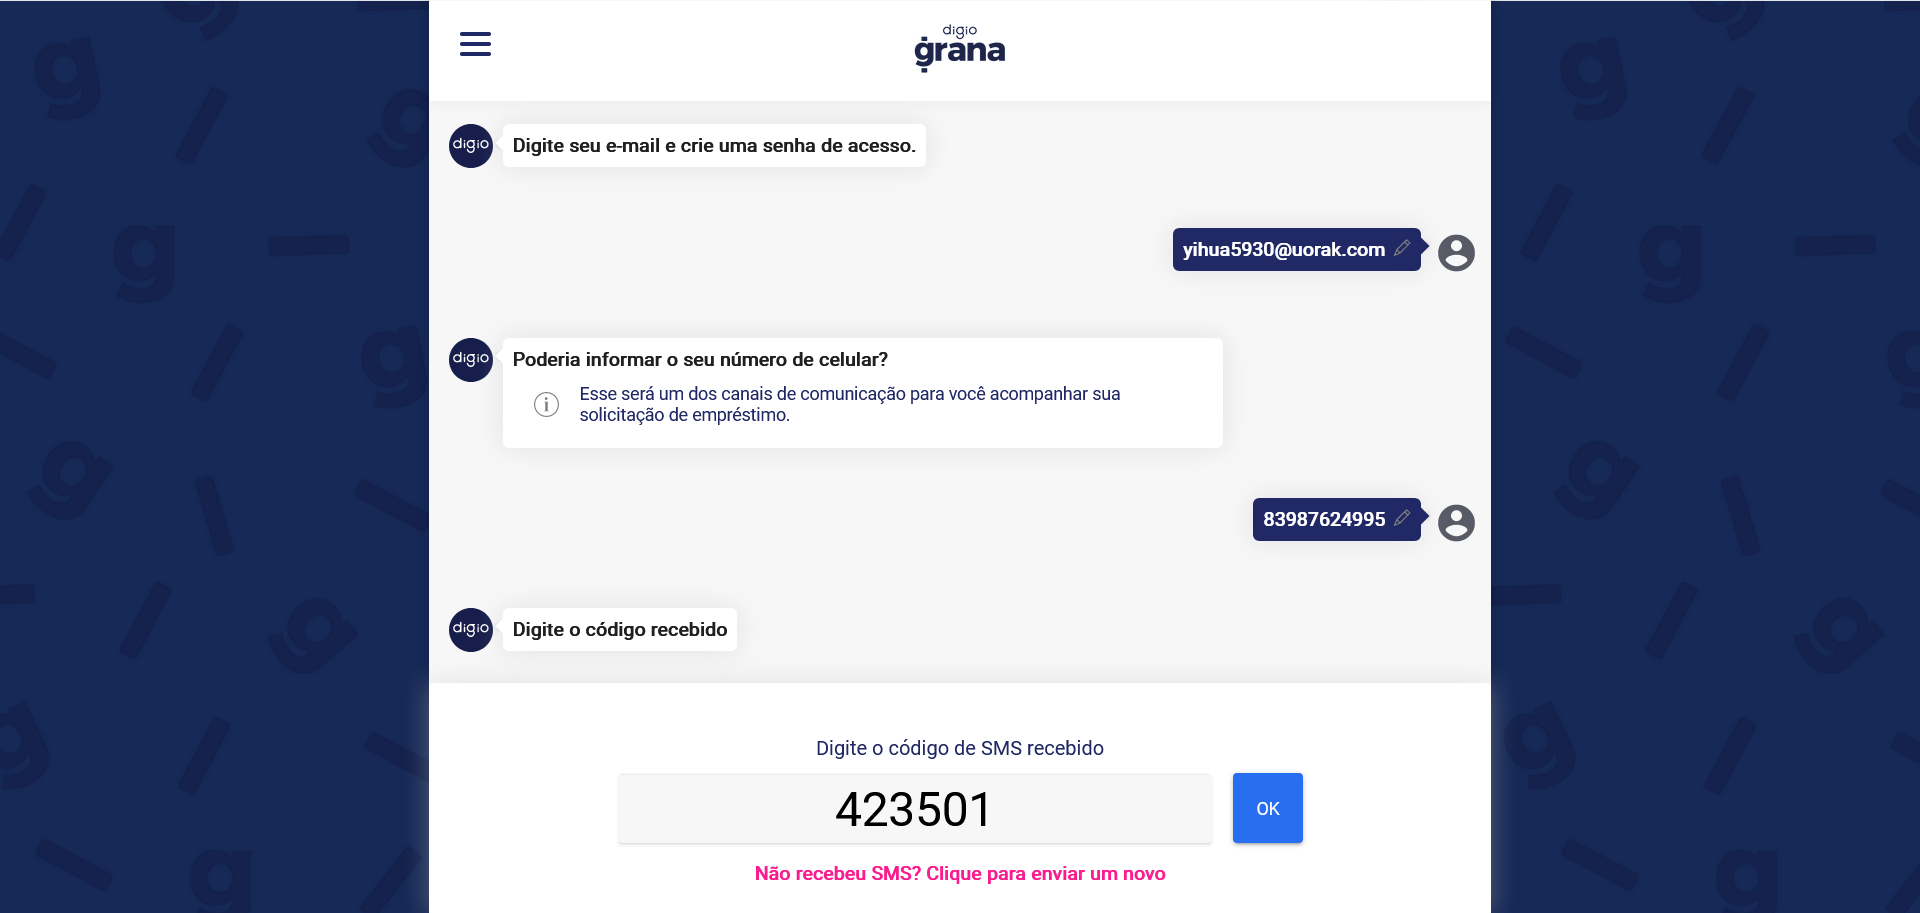 digio
grana
digio
Digite seu e-mail e crie uma senha de acesso.
yihua5930@uorak.com
digio
Poderia informar o seu número de celular?
Esse será um dos canais de comunicação para você acompanhar sua
solicitação de empréstimo.
83987624995
digio
Digite o código recebido
Digite o código de SMS recebido
423501
OK
Não recebeu SMS? Clique para enviar um novo